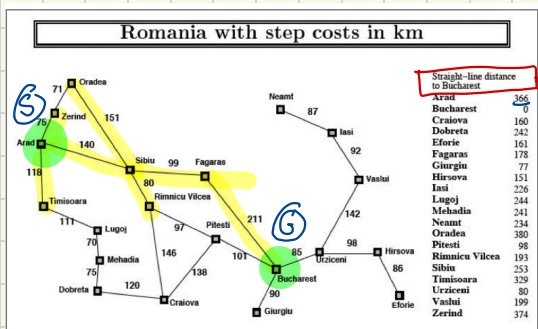 Romania with step costs in km
Oradea
71
Neamt
87
Zerind
151
75
Iasi
Arad
140
92
Sibiu
99
Fagaras
118
80
Vaslui
Timisoara
Rimnicu Vilcea
111
Lugoj
97
Pitesti
211
142
70
98
Hirsova
Mehadia
146
101
85
Urziceni
75
138
86
Bucharest
Dobreta
120
90
Craiova
Giurgiu
Eforie
S
G
Straight-line distance
to Bucharest
Arad 366
Bucharest 0
Craiova 160
Dobreta 242
Eforie 161
Fagaras 178
Giurgiu 77
Hirsova 151
Iasi 226
Lugoj 244
Mehadia 241
Neamt 234
Oradea 380
Pitesti 98
Rimnicu Vilcea 193
Sibiu 253
Timisoara 329
Urziceni 80
Vaslui 199
Zerind 374